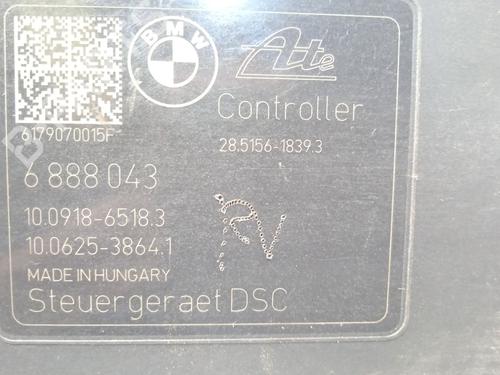 BMW
Ate
Controller
6179070015F
28.5156-1839.3
6 888 043
10.0918-6518.3
10.0625-3864.1
RV
MADE IN HUNGARY
Steuergeraet DSC